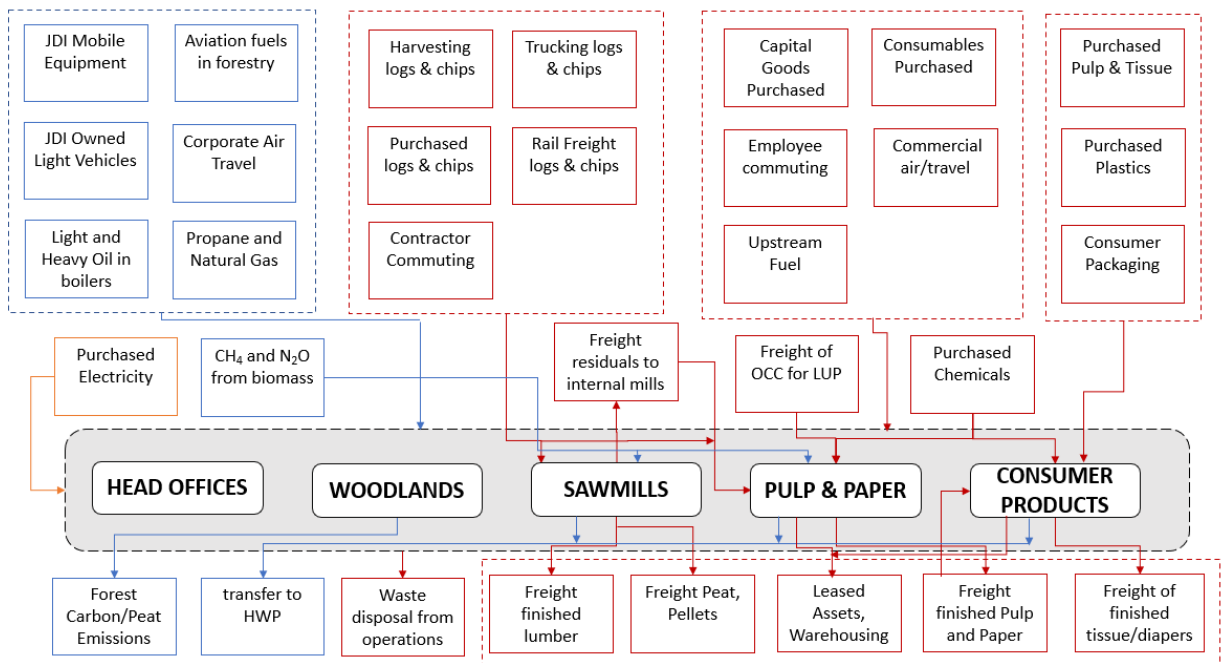 JDI Mobile
Equipment
Aviation fuels
in forestry
JDI Owned
Light Vehicles
Corporate Air
Travel
Light and
Heavy Oil in
boilers
Propane and
Natural Gas
Harvesting
logs & chips
Trucking logs
& chips
Purchased
logs & chips
Rail Freight
logs & chips
Contractor
Commuting
Capital
Goods
Purchased
Consumables
Purchased
Employee
commuting
Commercial
air/travel
Upstream
Fuel
Purchased
Pulp & Tissue
Purchased
Plastics
Consumer
Packaging
Purchased
Electricity
CH₄ and N₂O
from biomass
Freight
residuals to
internal mills
Freight of
OCC for LUP
Purchased
Chemicals
HEAD OFFICES
WOODLANDS
SAWMILLS
PULP & PAPER
CONSUMER
PRODUCTS
Forest
Carbon/Peat
Emissions
transfer to
HWP
Waste
disposal from
operations
Freight
finished
lumber
Freight Peat,
Pellets
Leased
Assets,
Warehousing
Freight
finished Pulp
and Paper
Freight of
finished
tissue/diapers